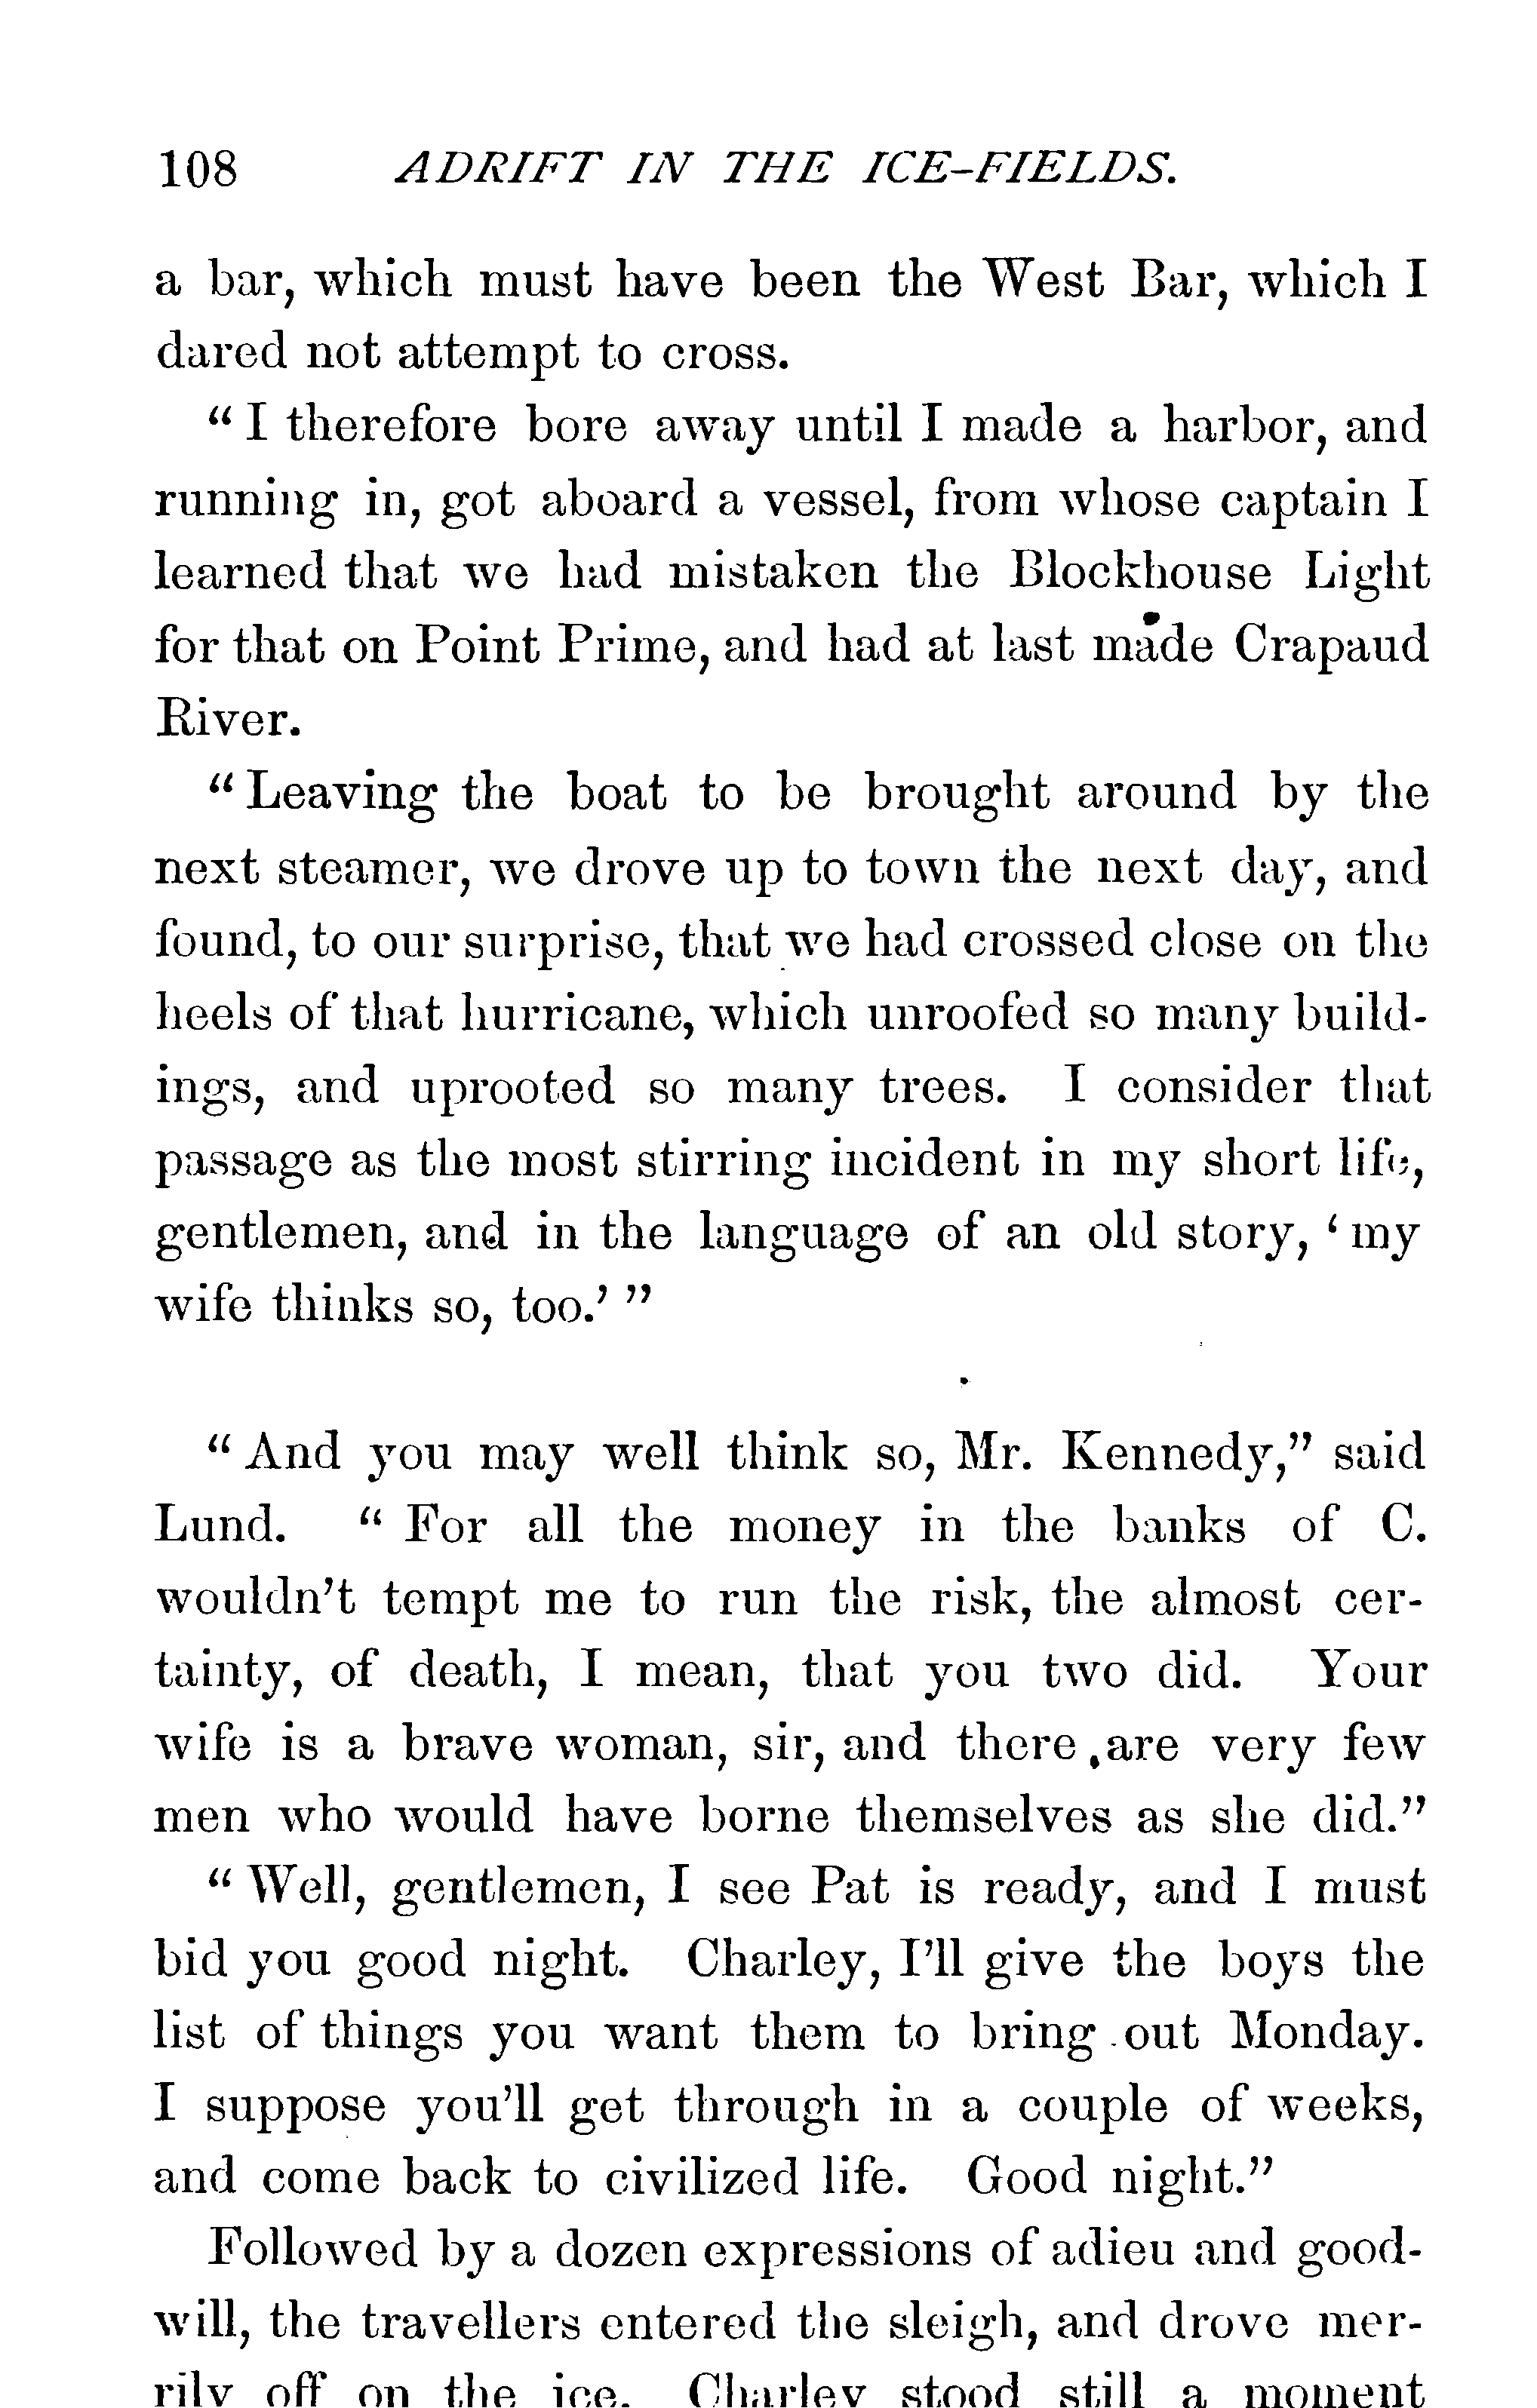 108 ADRIFT IN THE ICE-FIELDS.
a bar, which must have been the West Bar, which I
dared not attempt to cross.
“I therefore bore away until I made a harbor, and
running in, got aboard a vessel, from whose captain I
learned that we had mistaken the Blockhouse Light
for that on Point Prime, and had at last made Crapaud
River.
“Leaving the boat to be brought around by the
next steamer, we drove up to town the next day, and
found, to our surprise, that we had crossed close on the
heels of that hurricane, which unroofed so many build-
ings, and uprooted so many trees. I consider that
passage as the most stirring incident in my short life,
gentlemen, and in the language of an old story, ‘my
wife thinks so, too.’”
“And you may well think so, Mr. Kennedy,” said
Lund. “For all the money in the banks of C.
wouldn’t tempt me to run the risk, the almost cer-
tainty, of death, I mean, that you two did. Your
wife is a brave woman, sir, and there are very few
men who would have borne themselves as she did.”
“Well, gentlemen, I see Pat is ready, and I must
bid you good night. Charley, I’ll give the boys the
list of things you want them to bring out Monday.
I suppose you’ll get through in a couple of weeks,
and come back to civilized life. Good night.”
Followed by a dozen expressions of adieu and good-
will, the travellers entered the sleigh, and drove mer-
rily off on the ice. Charley stood still a moment